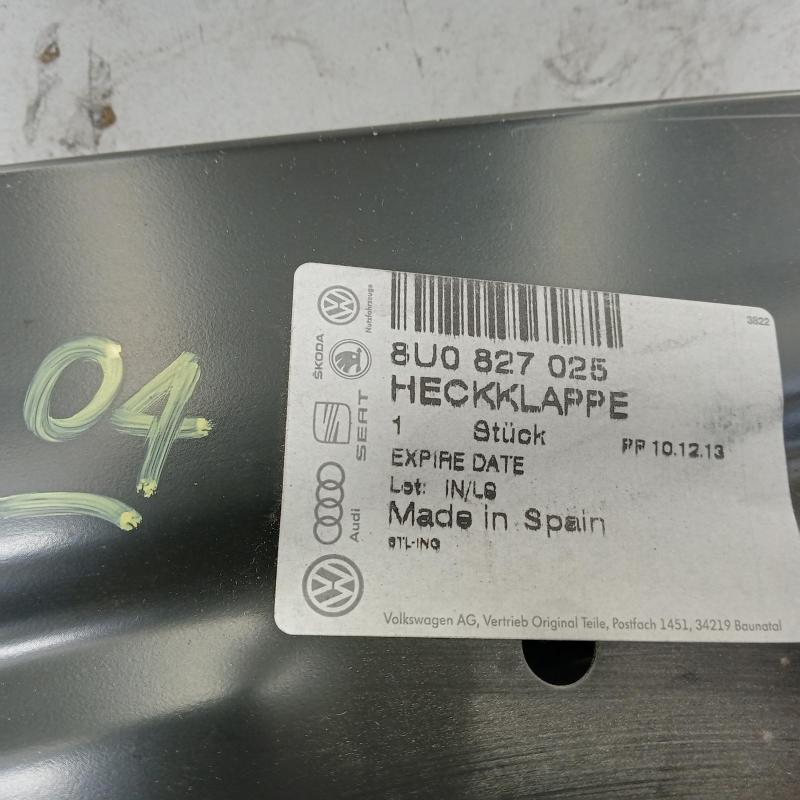 04
3822
Nutzfahrzeuge
ŠKODA
SEAT
Audi
8U0 827 025
HECKKLAPPE
1 Stück PP 10.12.13
EXPIRE DATE
Lot: IN/L9
Made in Spain
STL-ING
Volkswagen AG, Vertrieb Original Teile, Postfach 1451, 34219 Baunatal